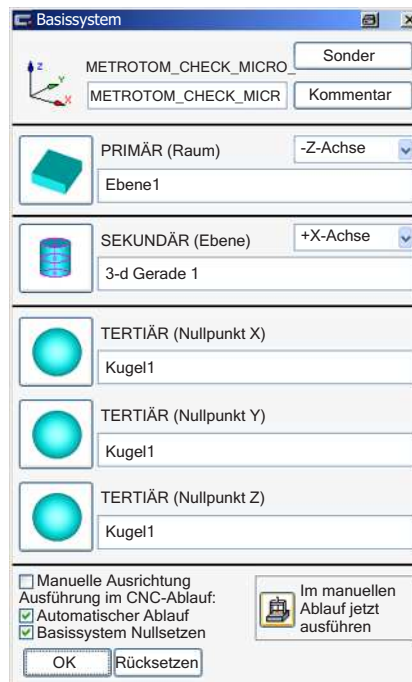 Basissystem
z
Y
X
METROTOM_CHECK_MICRO_
Sonder
METROTOM_CHECK_MICR
Kommentar
PRIMÄR (Raum)
-Z-Achse
Ebene1
SEKUNDÄR (Ebene)
+X-Achse
3-d Gerade 1
TERTIÄR (Nullpunkt X)
Kugel1
TERTIÄR (Nullpunkt Y)
Kugel1
TERTIÄR (Nullpunkt Z)
Kugel1
Manuelle Ausrichtung
Ausführung im CNC-Ablauf:
Automatischer Ablauf
Basissystem Nullsetzen
Im manuellen
Ablauf jetzt
ausführen
OK
Rücksetzen